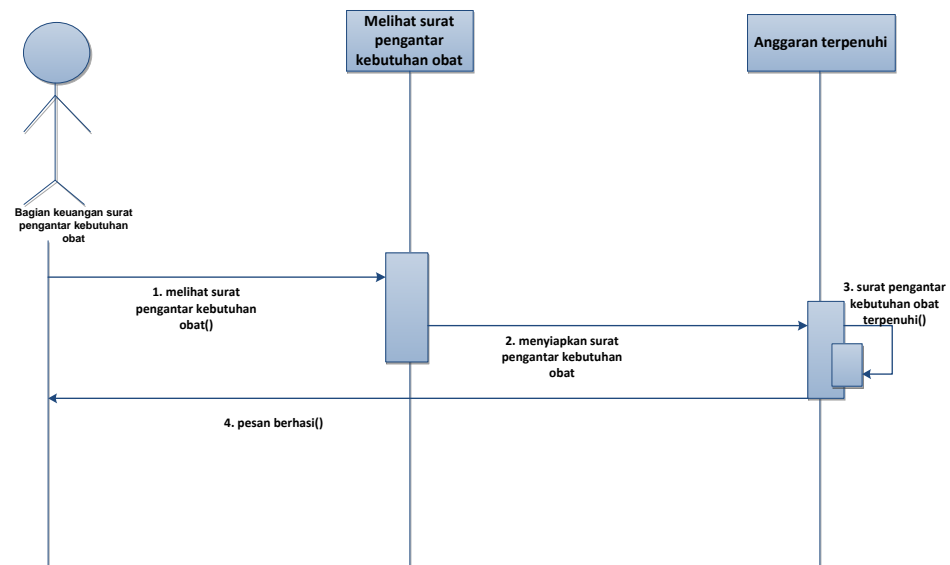 Melihat surat
pengantar
kebutuhan obat
Anggaran terpenuhi
Bagian keuangan surat
pengantar kebutuhan
obat
1. melihat surat
pengantar kebutuhan
obat()
2. menyiapkan surat
pengantar kebutuhan
obat
3. surat pengantar
kebutuhan obat
terpenuhi()
4. pesan berhasi()